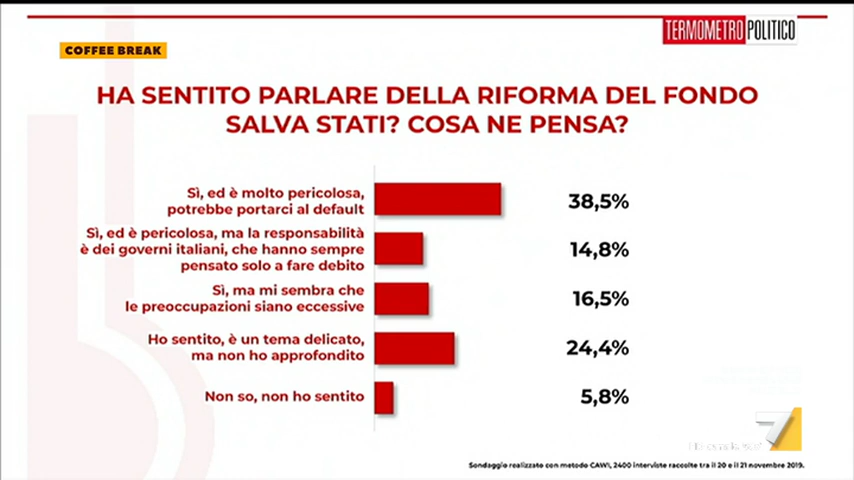 TERMOMETRO POLITICO
COFFEE BREAK
HA SENTITO PARLARE DELLA RIFORMA DEL FONDO
SALVA STATI? COSA NE PENSA?
Sì, ed è molto pericolosa,
potrebbe portarci al default
38,5%
Sì, ed è pericolosa, ma la responsabilità
è dei governi italiani, che hanno sempre
pensato solo a fare debito
14,8%
Sì, ma mi sembra che
le preoccupazioni siano eccessive
16,5%
Ho sentito, è un tema delicato,
ma non ho approfondito
24,4%
Non so, non ho sentito
5,8%
7
Sondaggio realizzato con metodo CAWI, 2400 interviste raccolte tra il 20 e il 21 novembre 2019.